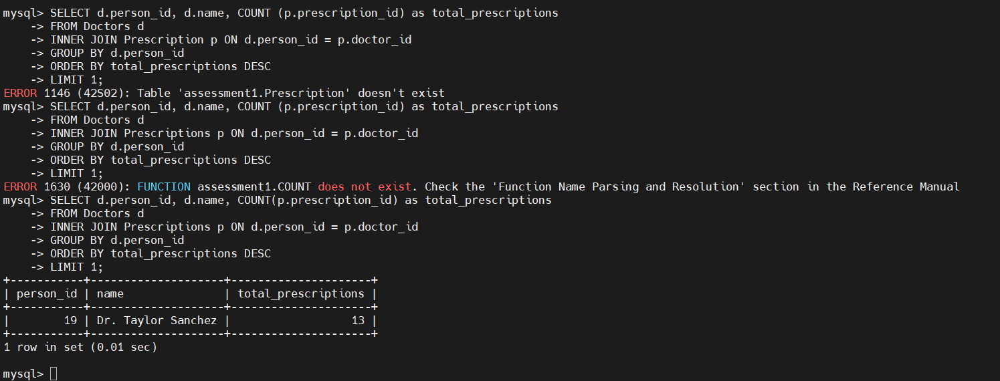 mysql> SELECT d.person_id, d.name, COUNT (p.prescription_id) as total_prescriptions
    -> FROM Doctors d
    -> INNER JOIN Prescription p ON d.person_id = p.doctor_id
    -> GROUP BY d.person_id
    -> ORDER BY total_prescriptions DESC
    -> LIMIT 1;
ERROR 1146 (42S02): Table 'assessment1.Prescription' doesn't exist
mysql> SELECT d.person_id, d.name, COUNT (p.prescription_id) as total_prescriptions
    -> FROM Doctors d
    -> INNER JOIN Prescriptions p ON d.person_id = p.doctor_id
    -> GROUP BY d.person_id
    -> ORDER BY total_prescriptions DESC
    -> LIMIT 1;
ERROR 1630 (42000): FUNCTION assessment1.COUNT does not exist. Check the 'Function Name Parsing and Resolution' section in the Reference Manual
mysql> SELECT d.person_id, d.name, COUNT(p.prescription_id) as total_prescriptions
    -> FROM Doctors d
    -> INNER JOIN Prescriptions p ON d.person_id = p.doctor_id
    -> GROUP BY d.person_id
    -> ORDER BY total_prescriptions DESC
    -> LIMIT 1;
+-----------+--------------------+---------------------+
| person_id | name               | total_prescriptions |
+-----------+--------------------+---------------------+
|        19 | Dr. Taylor Sanchez |                  13 |
+-----------+--------------------+---------------------+
1 row in set (0.01 sec)

mysql>